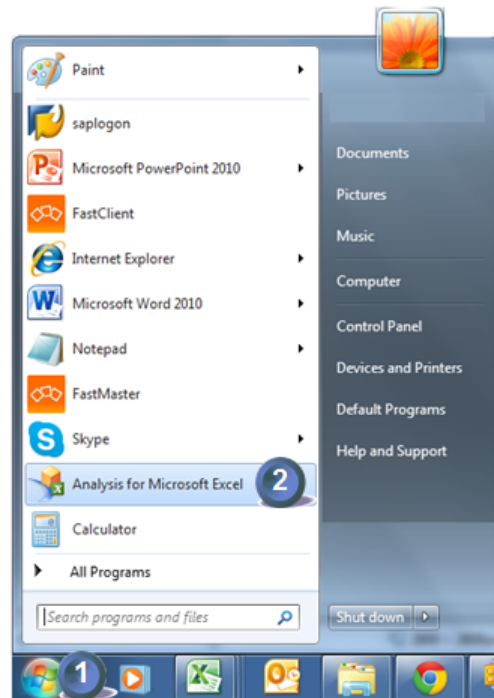 Paint
saplogon
Microsoft PowerPoint 2010
FastClient
Internet Explorer
Microsoft Word 2010
Notepad
FastMaster
Skype
Analysis for Microsoft Excel
2
Calculator
All Programs
Search programs and files
Documents
Pictures
Music
Computer
Control Panel
Devices and Printers
Default Programs
Help and Support
Shut down
1